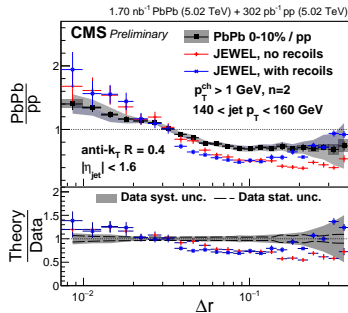 1.70 nb⁻¹ PbPb (5.02 TeV) + 302 pb⁻¹ pp (5.02 TeV)
CMS Preliminary
PbPb 0-10% / pp
JEWEL, no recoils
JEWEL, with recoils
p_T^ch > 1 GeV, n=2
140 < jet p_T < 160 GeV
2
PbPb
pp
1
anti-k_T R = 0.4
|η_jet| < 1.6
Data syst. unc.
Data stat. unc.
Theory
Data
2
1.5
1
0.5
0
10⁻²
10⁻¹
Δr